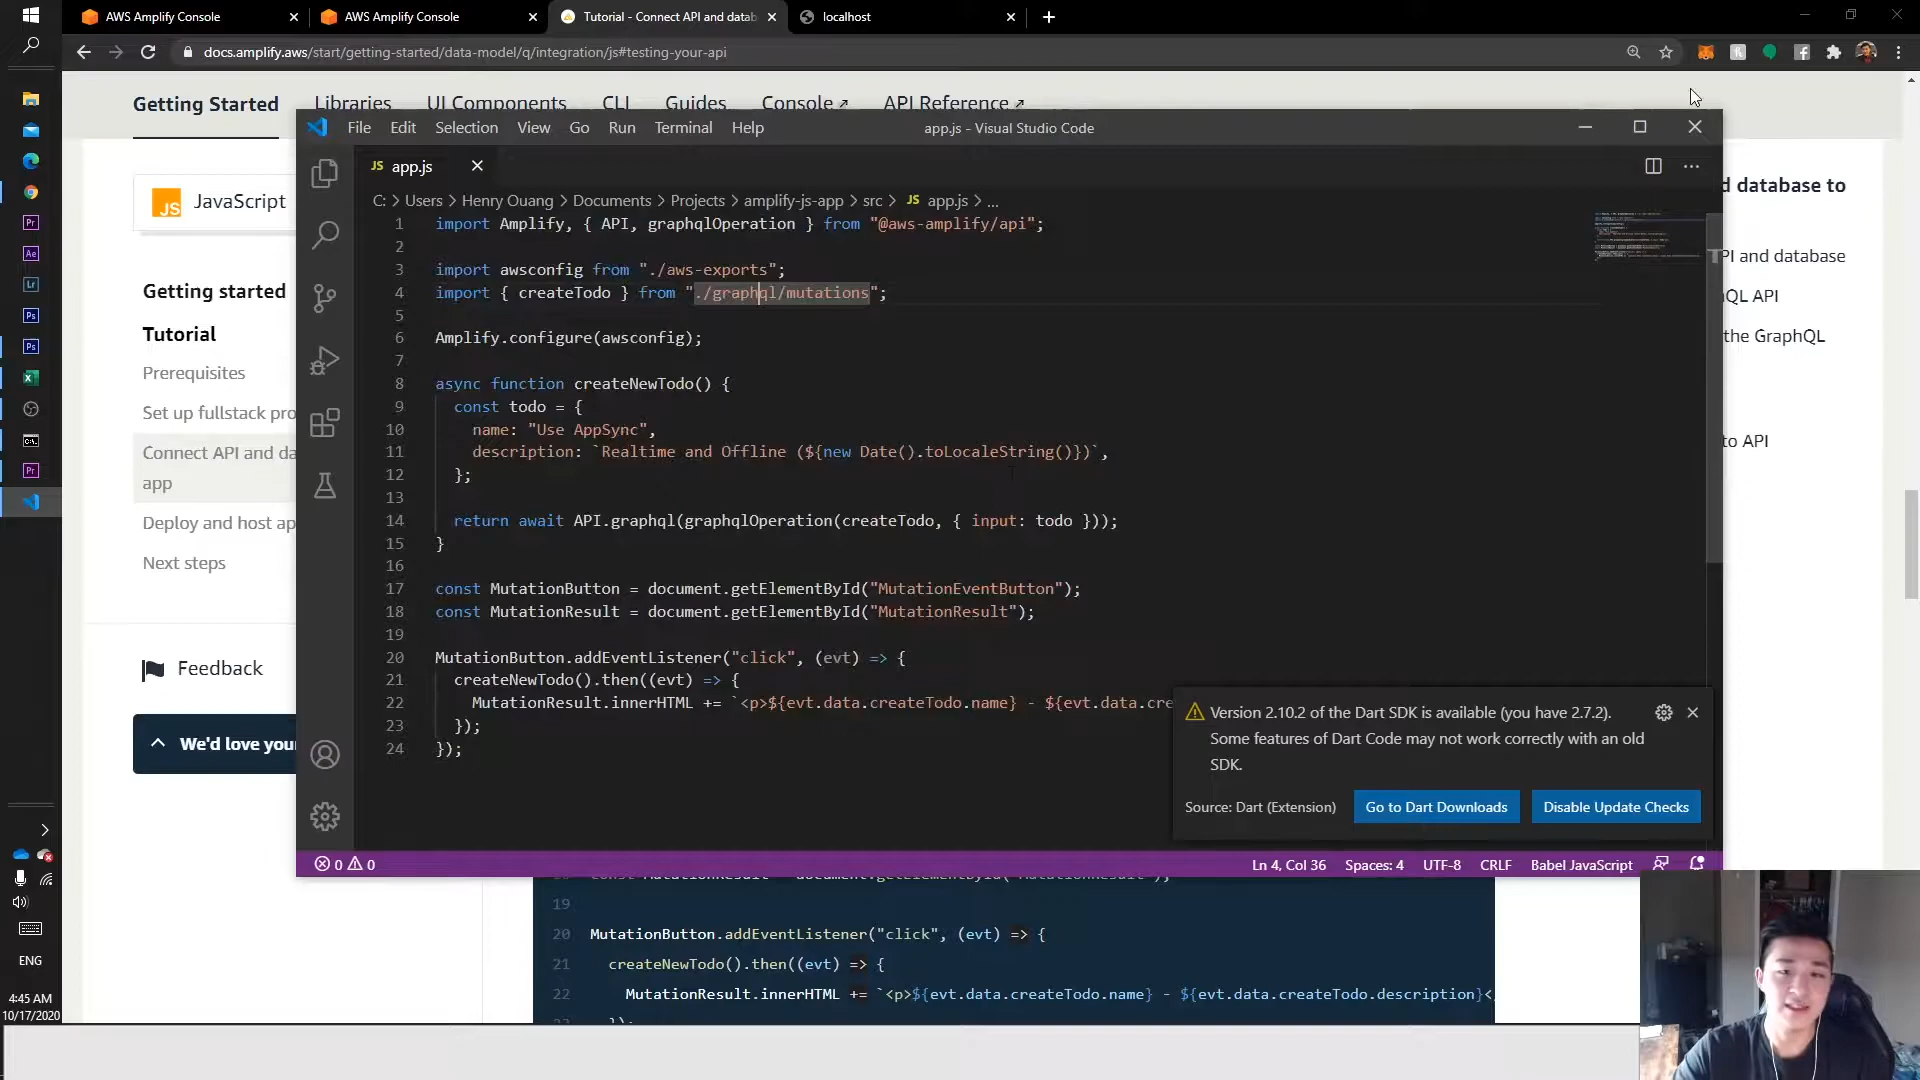 AWS Amplify Console
AWS Amplify Console
Tutorial - Connect API and datab
localhost
docs.amplify.aws/start/getting-started/data-model/q/integration/js#testing-your-api
Getting Started
Libraries
UI Components
CLI
Guides
Console
API Reference
File Edit Selection View Go Run Terminal Help
app.js - Visual Studio Code
JS app.js
C: > Users > Henry Ouang > Documents > Projects > amplify-js-app > src > JS app.js > ...
1 import Amplify, { API, graphqlOperation } from "@aws-amplify/api";
2
3 import awsconfig from "./aws-exports";
4 import { createTodo } from "./graphql/mutations";
5
6 Amplify.configure(awsconfig);
7
8 async function createNewTodo() {
9 const todo = {
10 name: "Use AppSync",
11 description: `Realtime and Offline (${new Date().toLocaleString()})`,
12 };
13
14 return await API.graphql(graphqlOperation(createTodo, { input: todo }));
15 }
16
17 const MutationButton = document.getElementById("MutationEventButton");
18 const MutationResult = document.getElementById("MutationResult");
19
20 MutationButton.addEventListener("click", (evt) => {
21 createNewTodo().then((evt) => {
22 MutationResult.innerHTML += `<p>${evt.data.createTodo.name} - ${evt.data.cre
23 });
24 });
Version 2.10.2 of the Dart SDK is available (you have 2.7.2).
Some features of Dart Code may not work correctly with an old
SDK.
Source: Dart (Extension)
Go to Dart Downloads
Disable Update Checks
0 0
Ln 4, Col 36 Spaces: 4 UTF-8 CRLF Babel JavaScript
JS JavaScript
Getting started
Tutorial
Prerequisites
Set up fullstack pro
Connect API and da
app
Deploy and host ap
Next steps
Feedback
We'd love your
d database to
PI and database
QL API
the GraphQL
to API
19
20 MutationButton.addEventListener("click", (evt) => {
21 createNewTodo().then((evt) => {
22 MutationResult.innerHTML += `<p>${evt.data.createTodo.name} - ${evt.data.createTodo.description}<
Pr
Ae
Lr
Ps
Ps
Pr
ENG
4:45 AM
10/17/2020